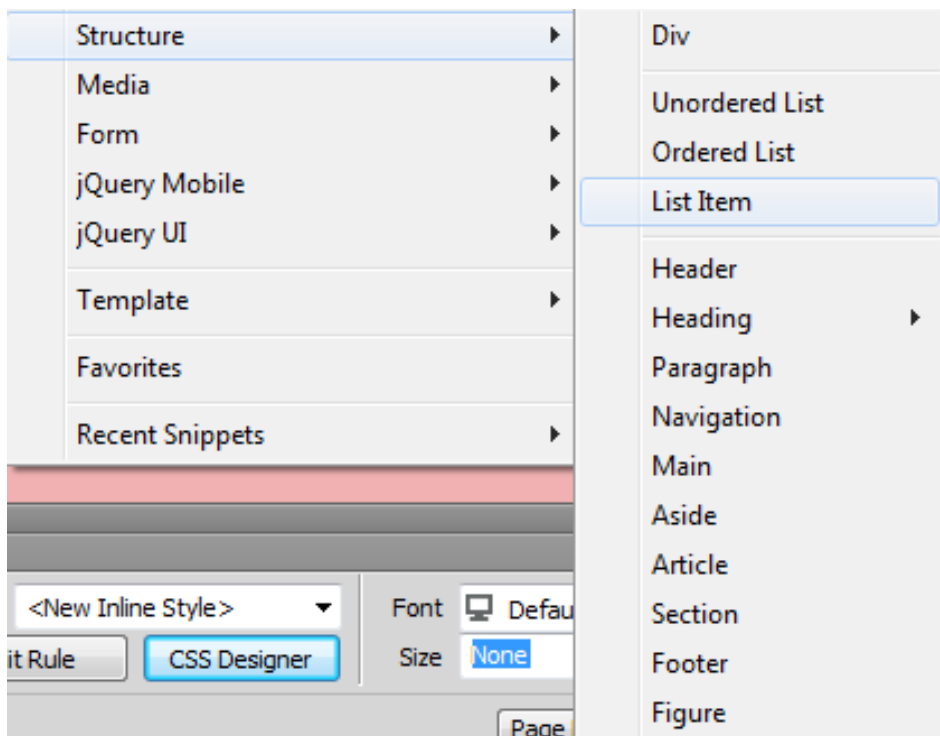 Structure
Media
Form
jQuery Mobile
jQuery UI
Template
Favorites
Recent Snippets
Div
Unordered List
Ordered List
List Item
Header
Heading
Paragraph
Navigation
Main
Aside
Article
Section
Footer
Figure
<New Inline Style>
Font
Defau
it Rule
CSS Designer
Size
None
Page